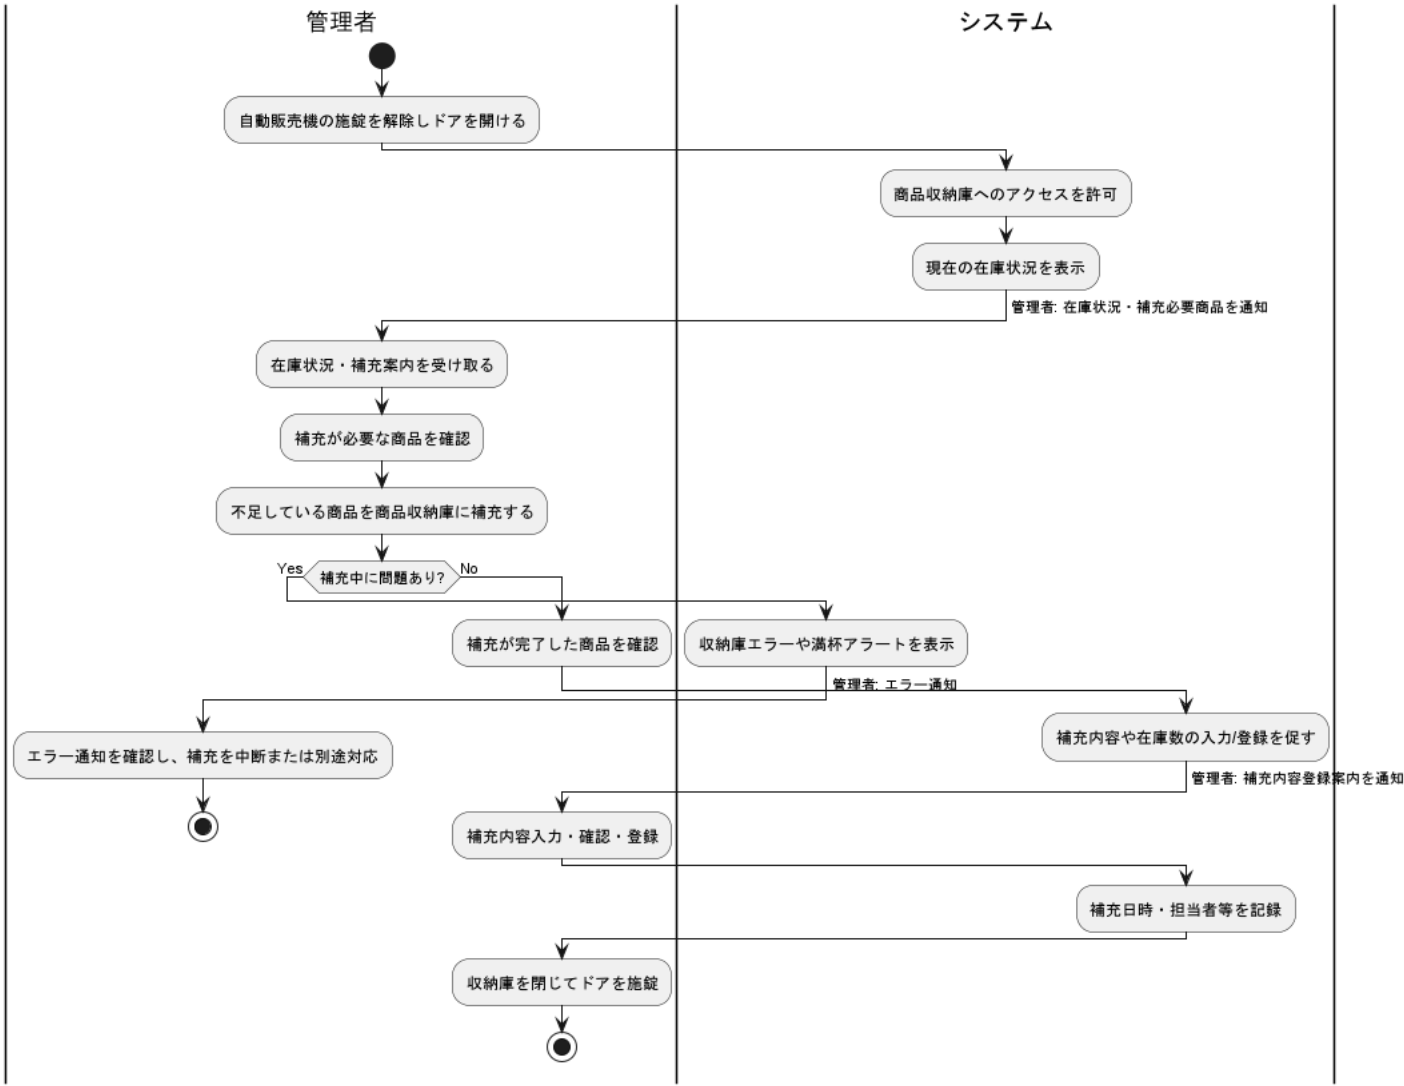 管理者
システム
自動販売機の施錠を解除しドアを開ける
商品収納庫へのアクセスを許可
現在の在庫状況を表示
管理者: 在庫状況・補充必要商品を通知
在庫状況・補充案内を受け取る
補充が必要な商品を確認
不足している商品を商品収納庫に補充する
Yes
補充中に問題あり?
No
補充が完了した商品を確認
収納庫エラーや満杯アラートを表示
管理者: エラー通知
補充内容や在庫数の入力/登録を促す
エラー通知を確認し、補充を中断または別途対応
管理者: 補充内容登録案内を通知
補充内容入力・確認・登録
補充日時・担当者等を記録
収納庫を閉じてドアを施錠